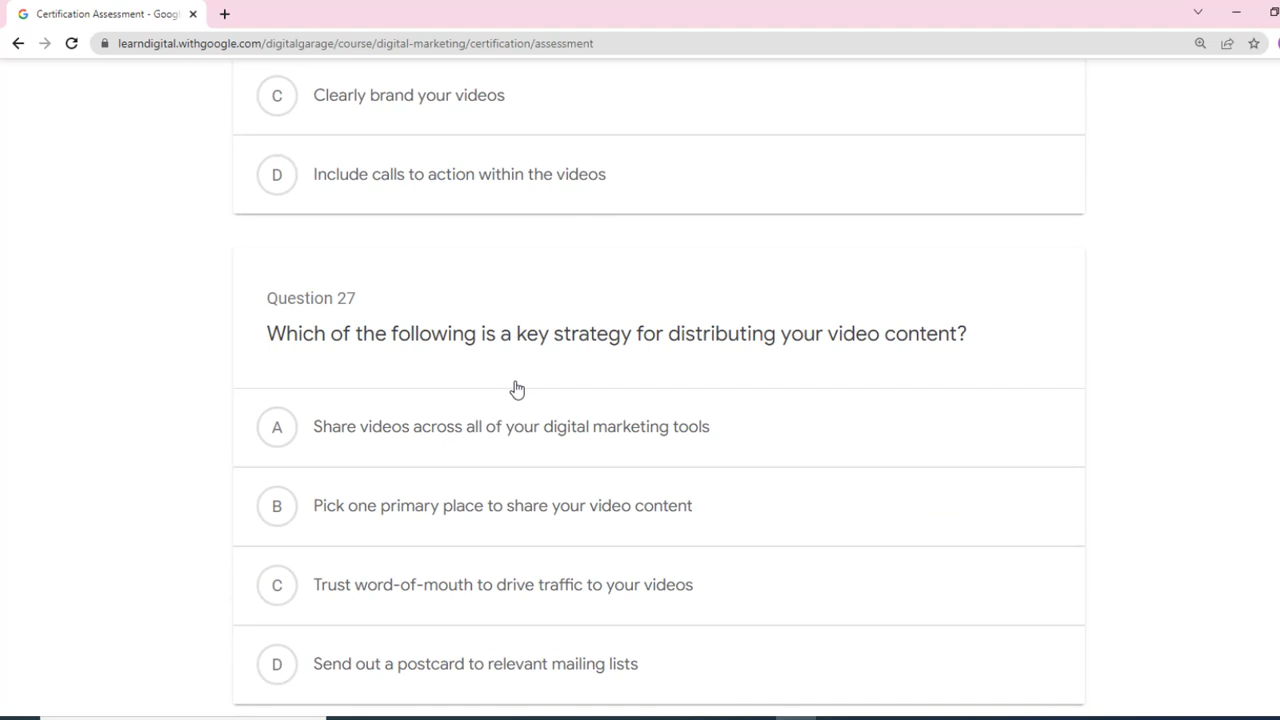 Certification Assessment - Goog
learndigital.withgoogle.com/digitalgarage/course/digital-marketing/certification/assessment
C Clearly brand your videos
D Include calls to action within the videos
Question 27
Which of the following is a key strategy for distributing your video content?
A Share videos across all of your digital marketing tools
B Pick one primary place to share your video content
C Trust word-of-mouth to drive traffic to your videos
D Send out a postcard to relevant mailing lists